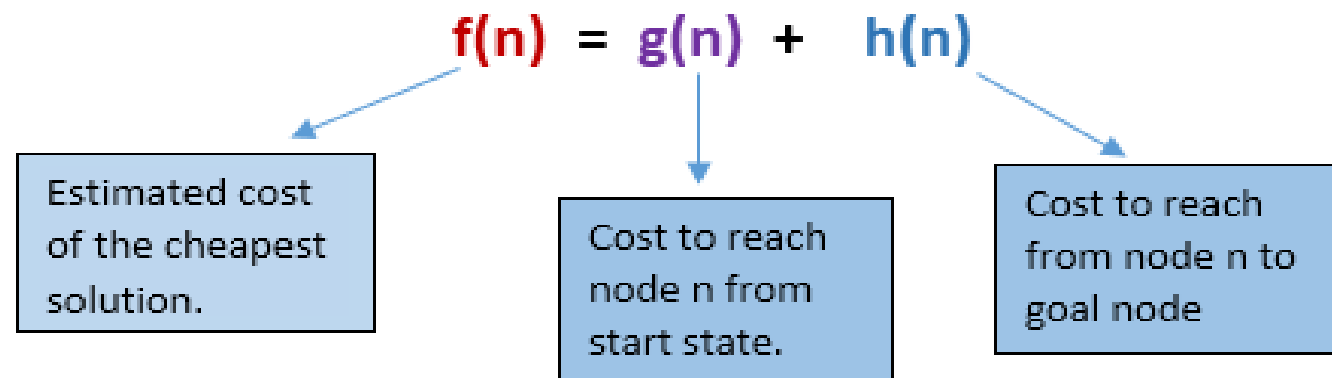 f(n) = g(n) + h(n)
Estimated cost
of the cheapest
solution.
Cost to reach
node n from
start state.
Cost to reach
from node n to
goal node